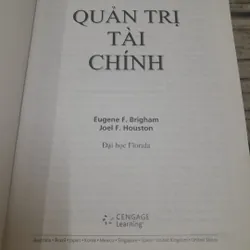 QUẢN TRỊ
TÀI
CHÍNH
Eugene F. Brigham
Joel F. Houston
Đại học Florida
CENGAGE
Learning